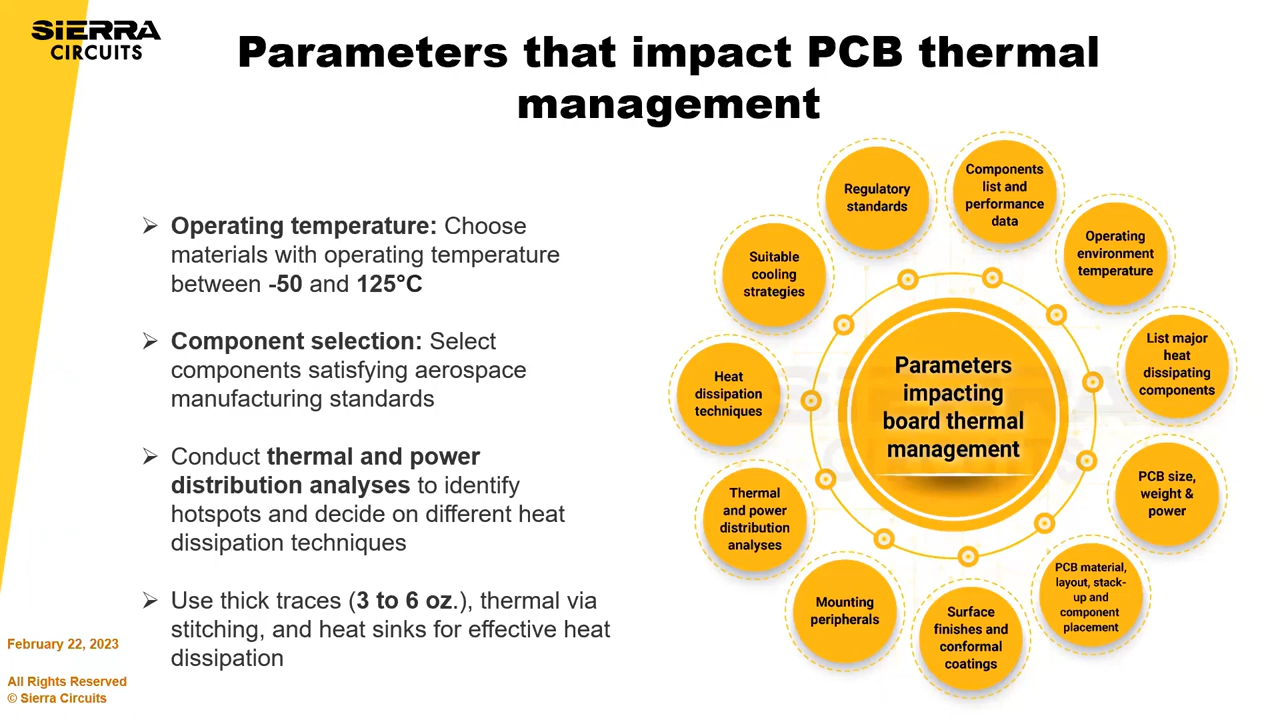 SIERRA
CIRCUITS
Parameters that impact PCB thermal
management
➢ Operating temperature: Choose
materials with operating temperature
between -50 and 125°C
➢ Component selection: Select
components satisfying aerospace
manufacturing standards
➢ Conduct thermal and power
distribution analyses to identify
hotspots and decide on different heat
dissipation techniques
➢ Use thick traces (3 to 6 oz.), thermal via
stitching, and heat sinks for effective heat
dissipation
February 22, 2023
All Rights Reserved
© Sierra Circuits
Parameters
impacting
board thermal
management
Components
list and
performance
data
Operating
environment
temperature
List major
heat
dissipating
components
PCB size,
weight &
power
PCB material,
layout, stack-
up and
component
placement
Surface
finishes and
conformal
coatings
Mounting
peripherals
Thermal
and power
distribution
analyses
Heat
dissipation
techniques
Suitable
cooling
strategies
Regulatory
standards
SIERRA
CIRCUITS